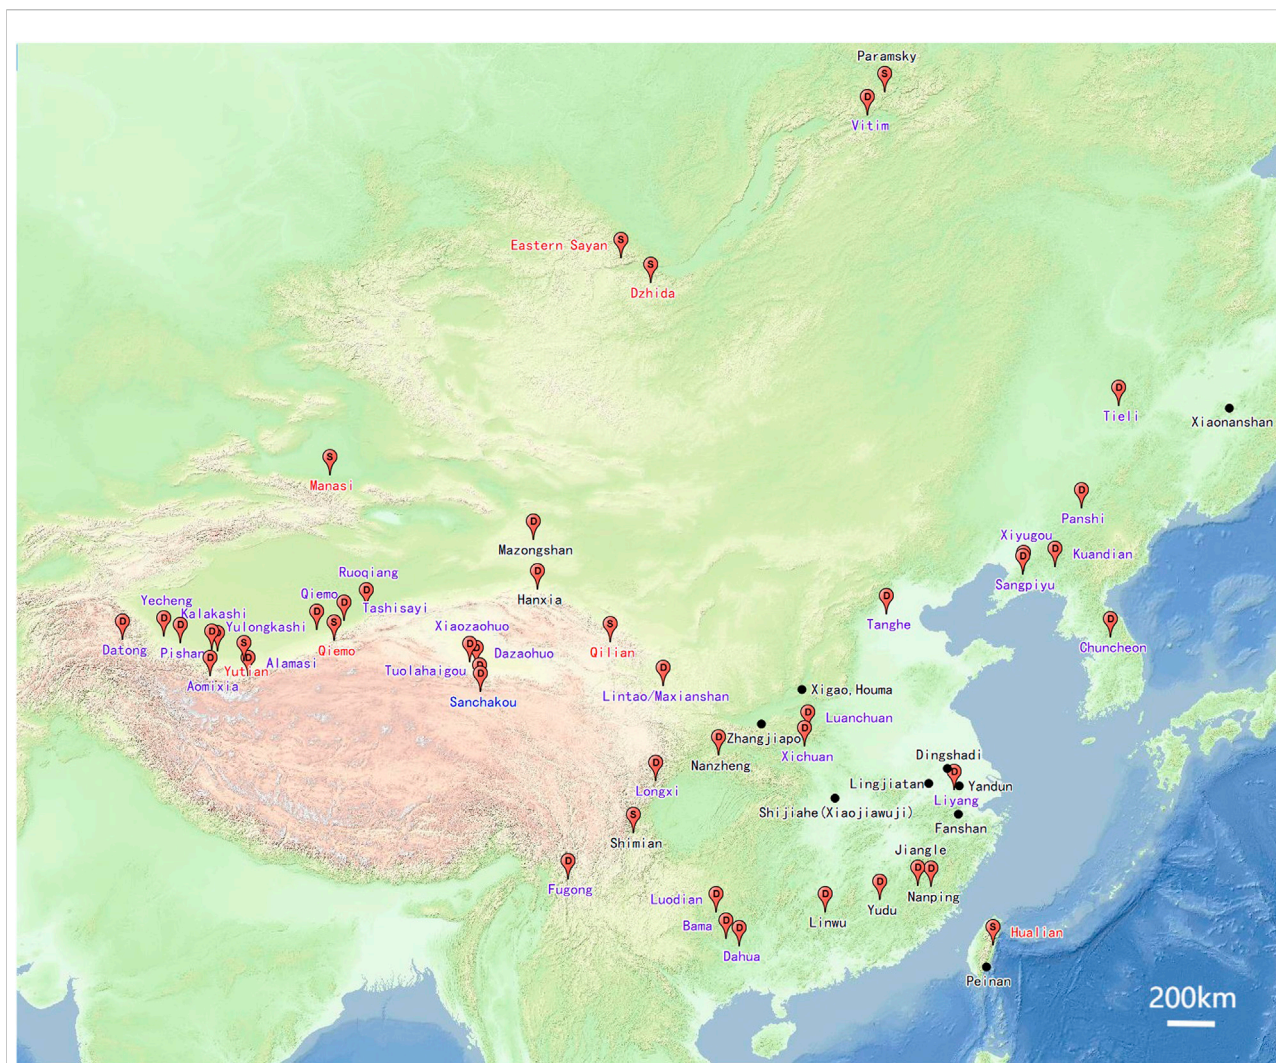 Paramsky
S
D
Vitim
S
Eastern Sayan
S
Dzhida
D
Tieli
Xiaonanshan
S
Manasi
D
Panshi
D
Mazongshan
Xiyugou
D
Kuandian
D
Sangpiyu
D
Hanxia
Ruoqiang
D
Qiemo
D
Tashisayi
D
Yecheng
D
Kalakashi
D
Datong
D
Pishan
D
D
Yulongkashi
S
Yutian
D
Alamasi
D
Aomixia
S
Qiemo
Xiaozaohuo
D
D
Dazaohuo
Tuolahaigou
D
D
Sanchakou
S
Qilian
D
Lintao/Maxianshan
D
Tanghe
D
Chuncheon
Xigao,Houma
D
Luanchuan
Zhangjiapo
D
Xichuan
D
Nanzheng
D
Longxi
Dingshadi
D
Lingjiatan
Yandun
Liyang
Shijiahe(Xiaojiawuji)
Fanshan
S
Shimian
Jiangle
D
D
Nanping
D
Fugong
D
Yudu
D
Linwu
D
Luodian
D
Bama
D
Dahua
S
Hualian
Peinan
200km